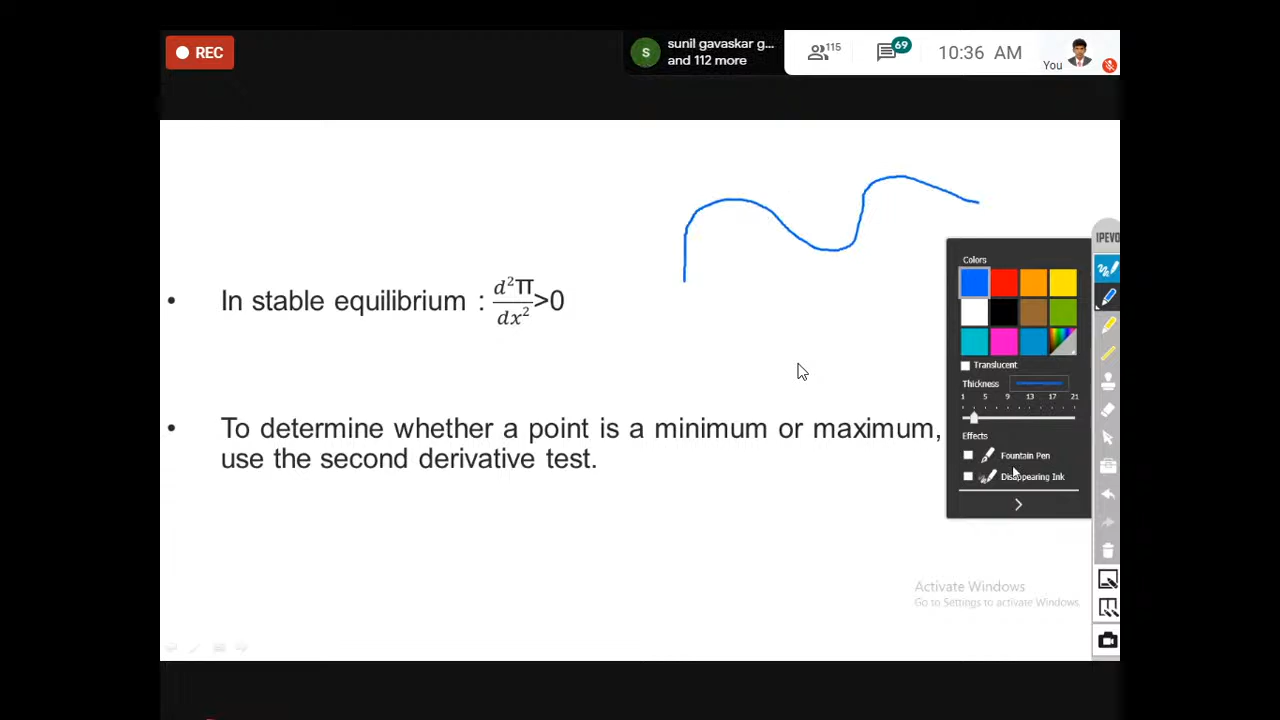 REC
S
sunil gavaskar g...
and 112 more
115
69
10:36 AM
You
IPEVO
Colors
• In stable equilibrium : d²Π/dx² >0
Translucent
Thickness
1 5 9 13 17 21
• To determine whether a point is a minimum or maximum,
use the second derivative test.
Effects
Fountain Pen
Disappearing Ink
Activate Windows
Go to Settings to activate Windows.